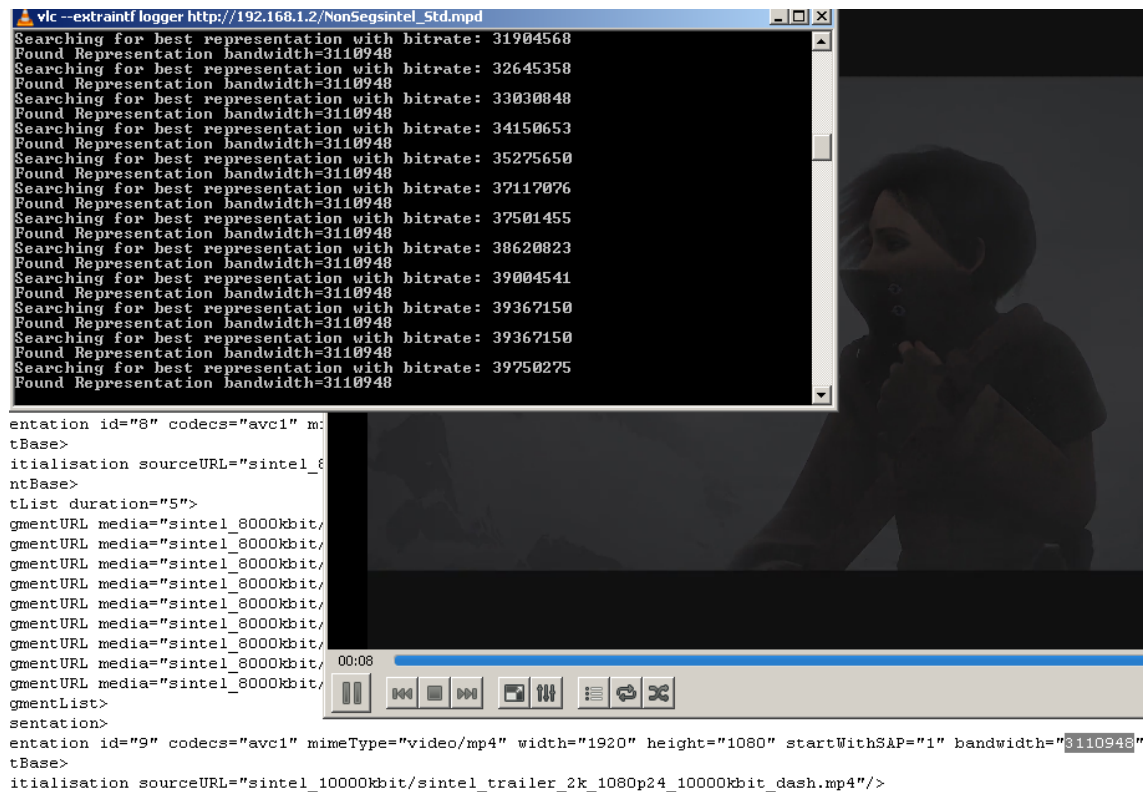 vlc --extraintf logger http://192.168.1.2/NonSegsintel_Std.mpd
Searching for best representation with bitrate: 31904568
Found Representation bandwidth=3110948
Searching for best representation with bitrate: 32645358
Found Representation bandwidth=3110948
Searching for best representation with bitrate: 33030848
Found Representation bandwidth=3110948
Searching for best representation with bitrate: 34150653
Found Representation bandwidth=3110948
Searching for best representation with bitrate: 35275650
Found Representation bandwidth=3110948
Searching for best representation with bitrate: 37117076
Found Representation bandwidth=3110948
Searching for best representation with bitrate: 37501455
Found Representation bandwidth=3110948
Searching for best representation with bitrate: 38620823
Found Representation bandwidth=3110948
Searching for best representation with bitrate: 39004541
Found Representation bandwidth=3110948
Searching for best representation with bitrate: 39367150
Found Representation bandwidth=3110948
Searching for best representation with bitrate: 39367150
Found Representation bandwidth=3110948
Searching for best representation with bitrate: 39750275
Found Representation bandwidth=3110948
entation id="8" codecs="avc1" m
tBase>
itialisation sourceURL="sintel_8
ntBase>
tList duration="5">
gmentURL media="sintel_8000kbit/
gmentURL media="sintel_8000kbit/
gmentURL media="sintel_8000kbit/
gmentURL media="sintel_8000kbit/
gmentURL media="sintel_8000kbit/
gmentURL media="sintel_8000kbit/
gmentURL media="sintel_8000kbit/
gmentURL media="sintel_8000kbit/
gmentURL media="sintel_8000kbit/
00:08
gmentList>
sentation>
entation id="9" codecs="avc1" mimeType="video/mp4" width="1920" height="1080" startWithSAP="1" bandwidth="3110948"
tBase>
itialisation sourceURL="sintel_10000kbit/sintel_trailer_2k_1080p24_10000kbit_dash.mp4"/>